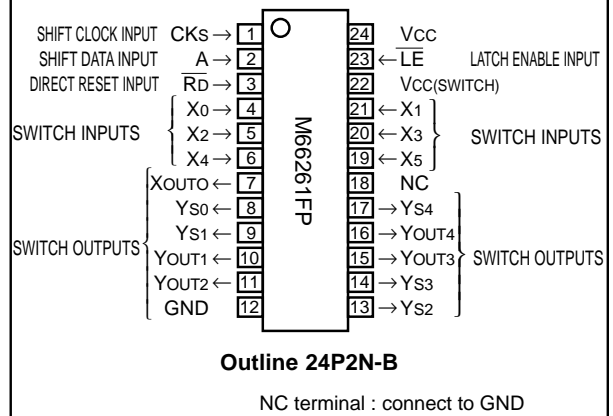 SHIFT CLOCK INPUT CKS → 1 24 VCC
SHIFT DATA INPUT A → 2 23 ← LE LATCH ENABLE INPUT
DIRECT RESET INPUT RD → 3 22 VCC(SWITCH)
X0 → 4 21 ← X1
SWITCH INPUTS X2 → 5 20 ← X3 SWITCH INPUTS
X4 → 6 19 ← X5
M66261FP
XOUTO ← 7 18 NC
YS0 ← 8 17 → YS4
SWITCH OUTPUTS YS1 ← 9 16 → YOUT4
YOUT1 ← 10 15 → YOUT3 SWITCH OUTPUTS
YOUT2 ← 11 14 → YS3
GND 12 13 → YS2
Outline 24P2N-B
NC terminal : connect to GND